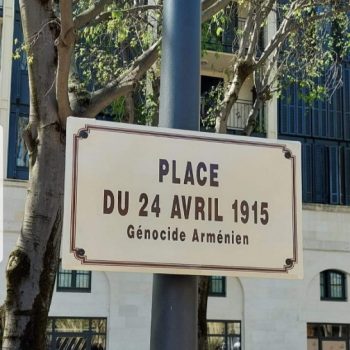 PLACE
DU 24 AVRIL 1915
Génocide Arménien